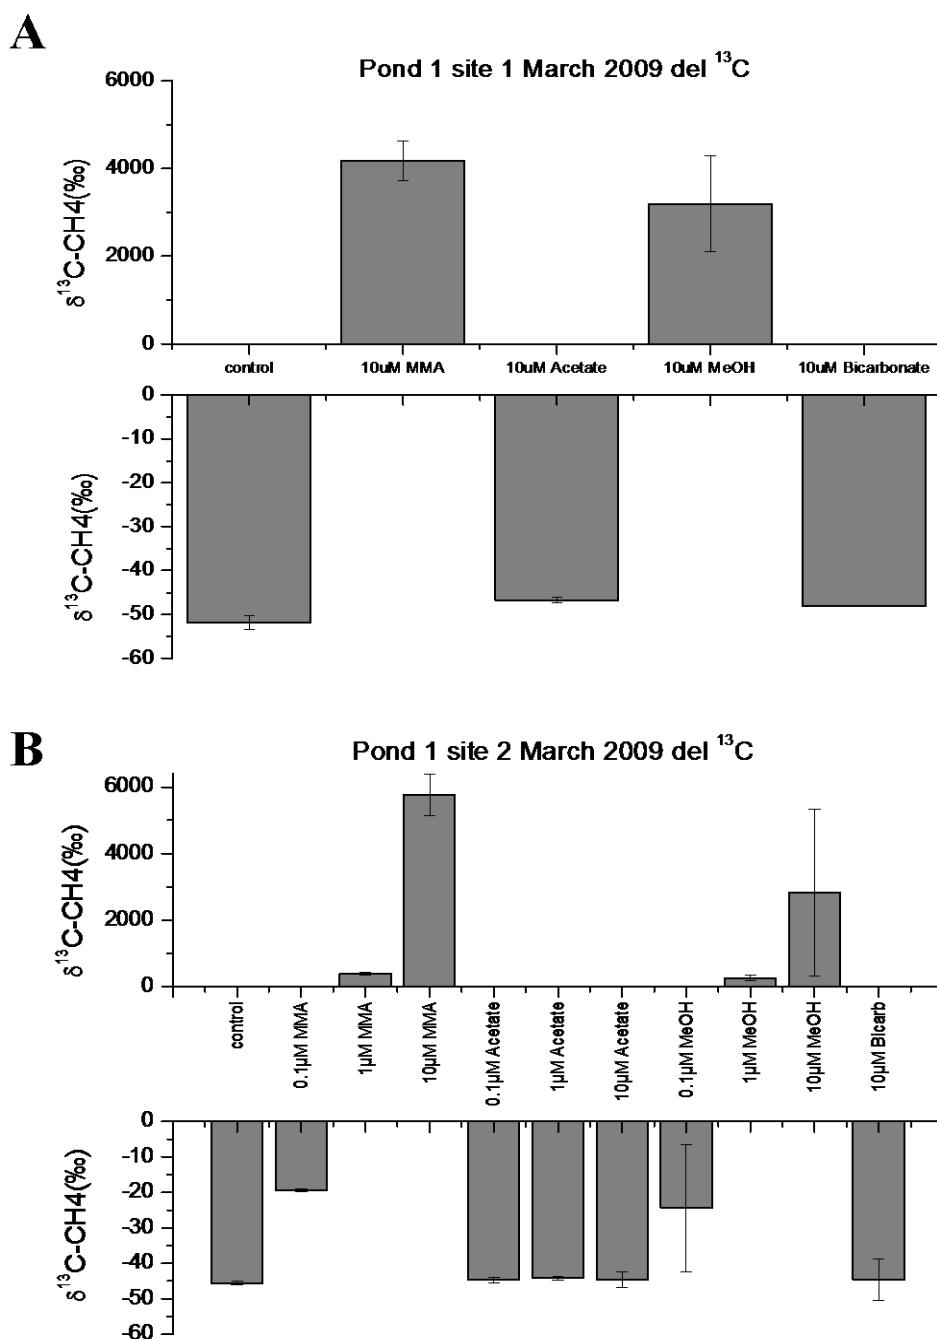 A
Pond 1 site 1 March 2009 del ¹³C
δ¹³C-CH4(‰)
6000
4000
2000
0
control 10uM MMA 10uM Acetate 10uM MeOH 10uM Bicarbonate
δ¹³C-CH4(‰)
0
-10
-20
-30
-40
-50
-60
B
Pond 1 site 2 March 2009 del ¹³C
δ¹³C-CH4(‰)
6000
4000
2000
0
control
0.1µM MMA
1µM MMA
10µM MMA
0.1µM Acetate
1µM Acetate
10µM Acetate
0.1µM MeOH
1µM MeOH
10µM MeOH
10µM Bicarb
δ¹³C-CH4(‰)
0
-10
-20
-30
-40
-50
-60